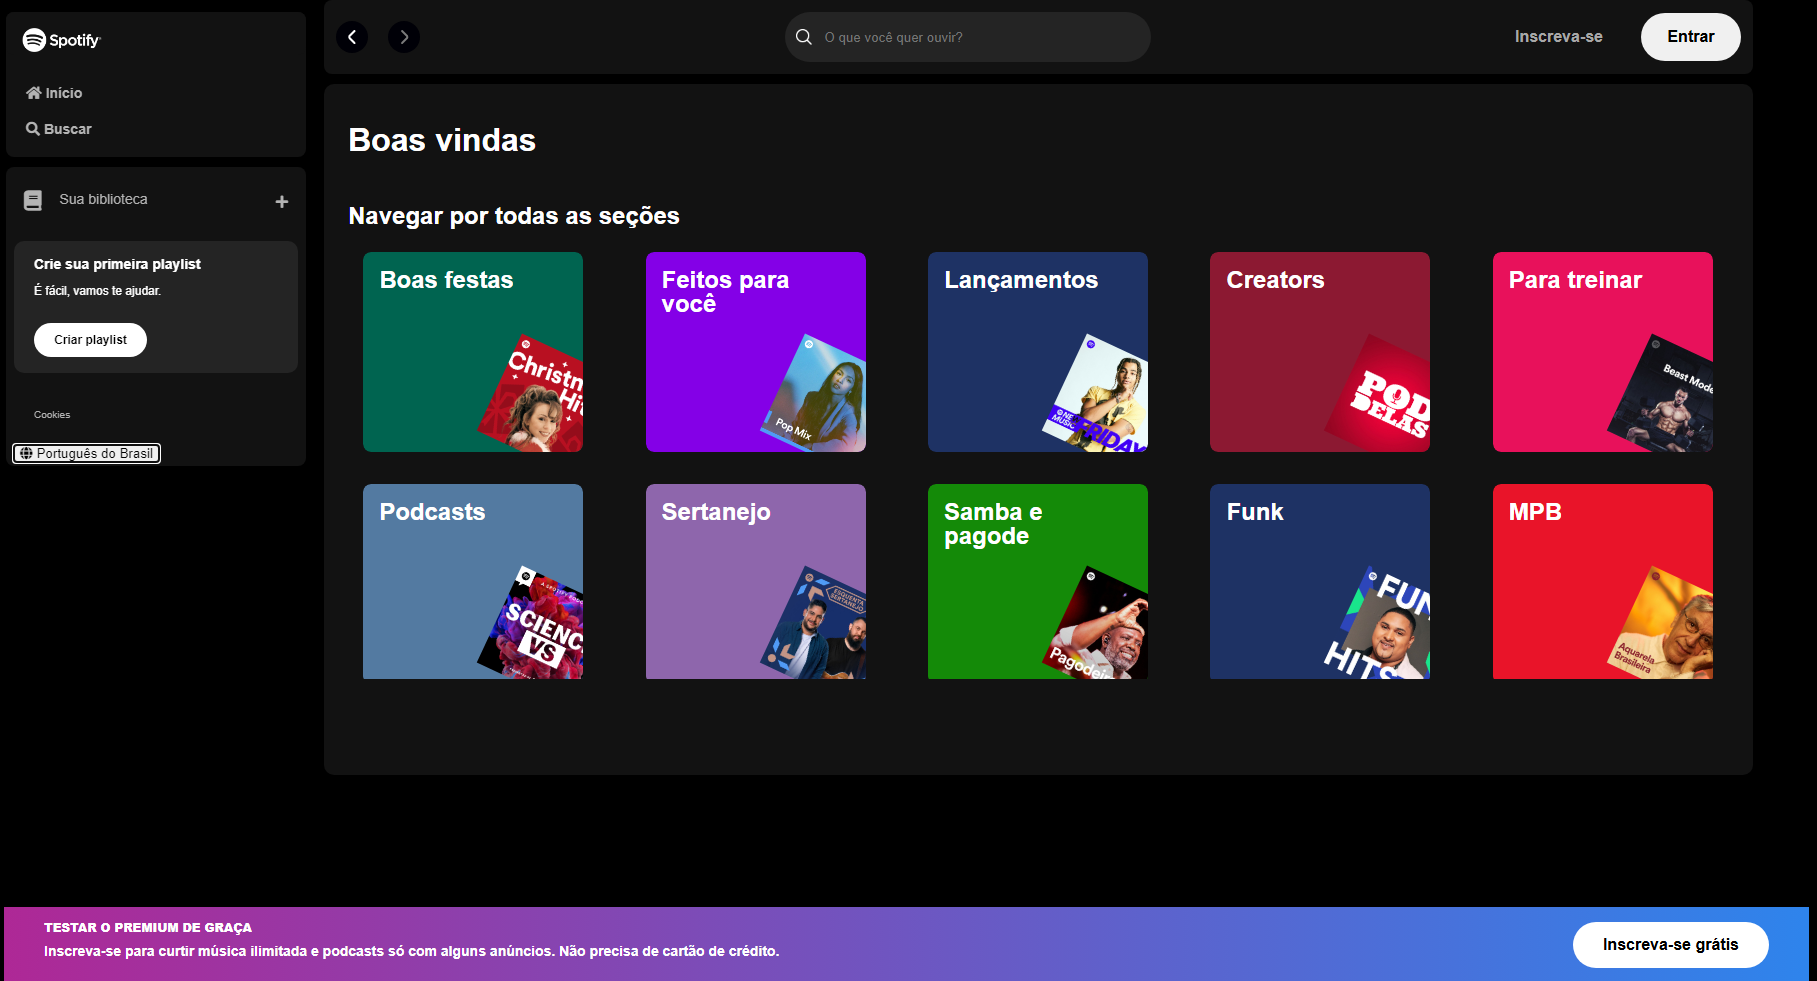 Spotify
Início
Buscar
Sua biblioteca
Crie sua primeira playlist
É fácil, vamos te ajudar.
Criar playlist
Cookies
Português do Brasil
O que você quer ouvir?
Inscreva-se
Entrar
Boas vindas
Navegar por todas as seções
Boas festas
Christm
Hit
Feitos para
você
Pop Mix
Lançamentos
ONE
MUSIC
FRIDAY
Creators
POD
DELAS
Para treinar
Beast Mode
Podcasts
SCIENC
VS
Sertanejo
ESQUENTA
SERTANEJO
Samba e
pagode
Pagodeir
Funk
FUN
HITS
MPB
Aquarela
Brasileira
TESTAR O PREMIUM DE GRAÇA
Inscreva-se para curtir música ilimitada e podcasts só com alguns anúncios. Não precisa de cartão de crédito.
Inscreva-se grátis